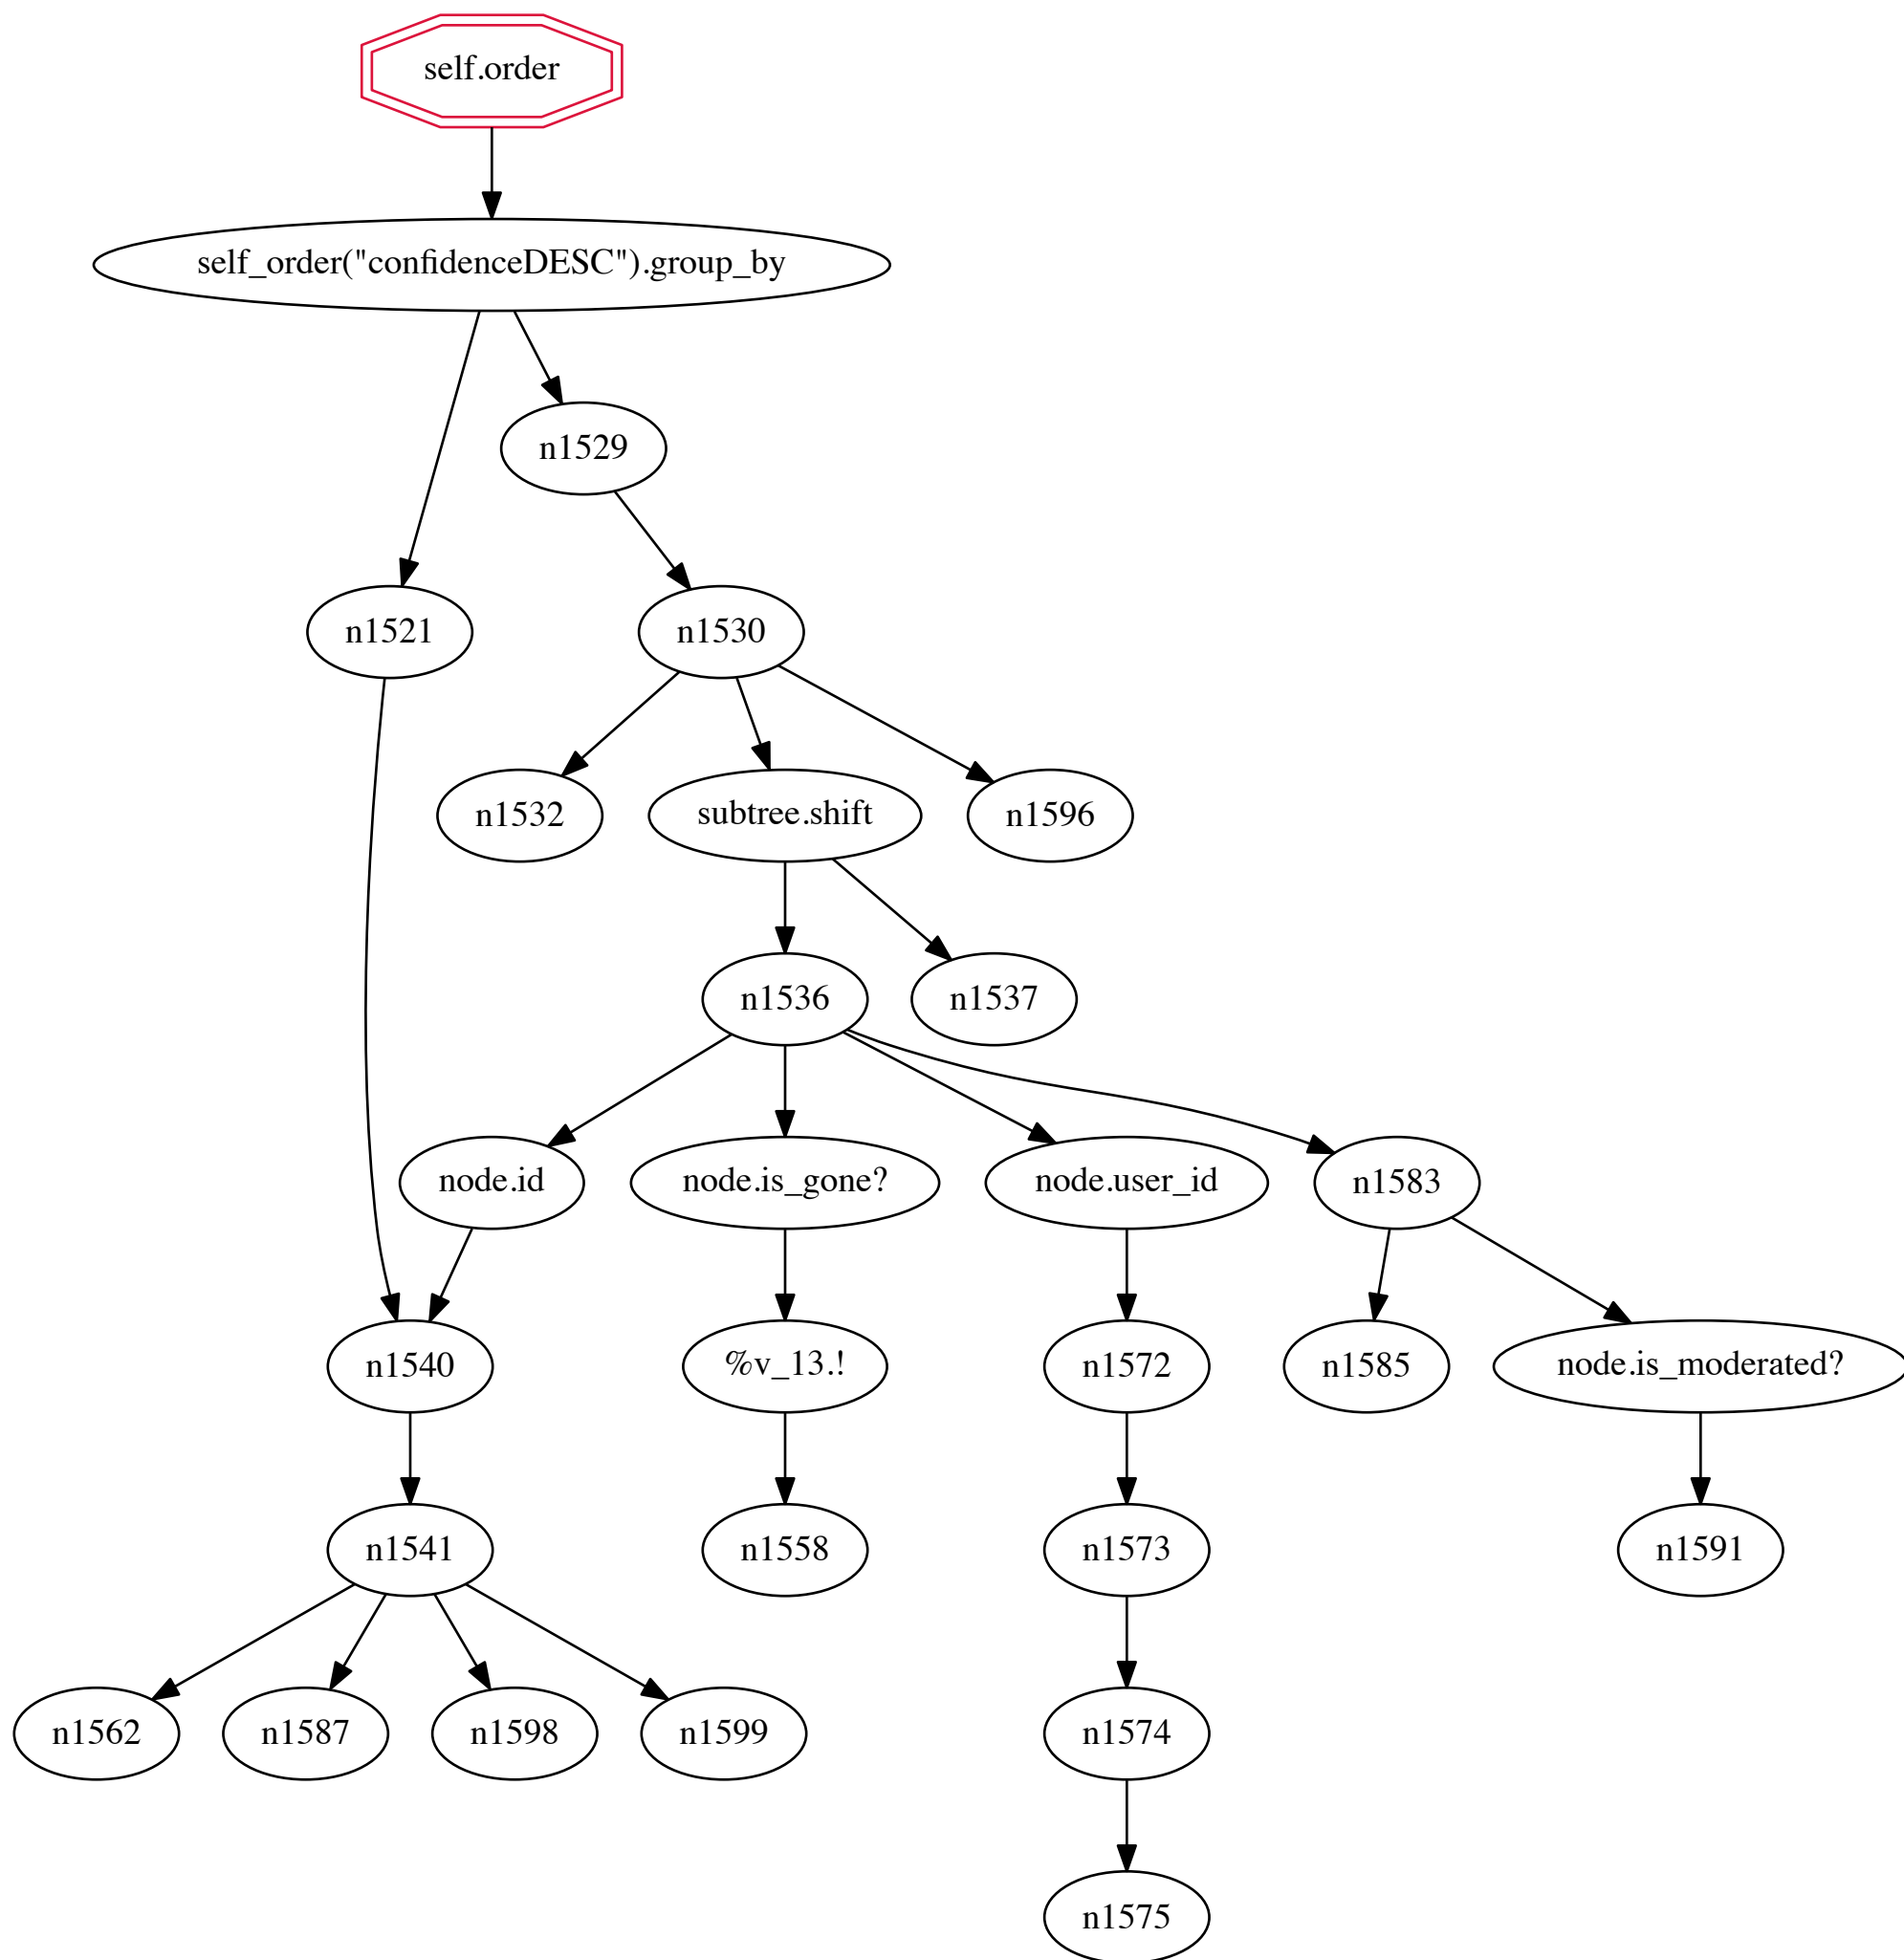 self.order
self_order("confidenceDESC").group_by
n1529
n1521
n1530
n1532
subtree.shift
n1596
n1536
n1537
node.id
node.is_gone?
node.user_id
n1583
n1540
%v_13.!
n1572
n1585
node.is_moderated?
n1541
n1558
n1573
n1591
n1562
n1587
n1598
n1599
n1574
n1575